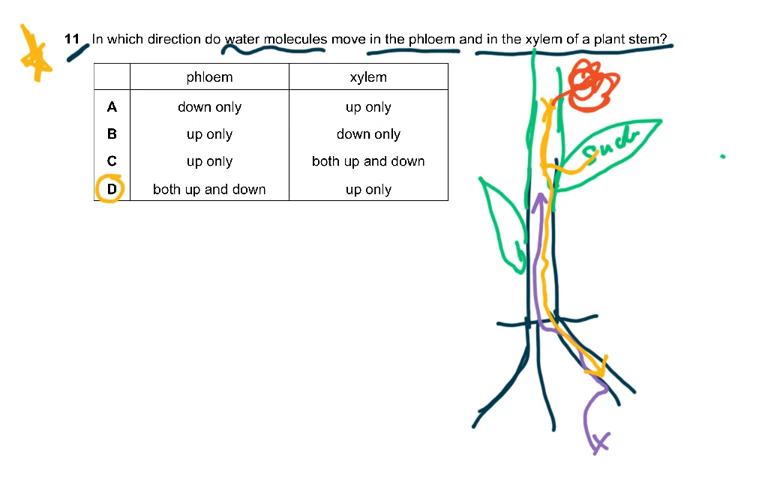 11 In which direction do water molecules move in the phloem and in the xylem of a plant stem?
phloem xylem
A down only up only
B up only down only
C up only both up and down
D both up and down up only